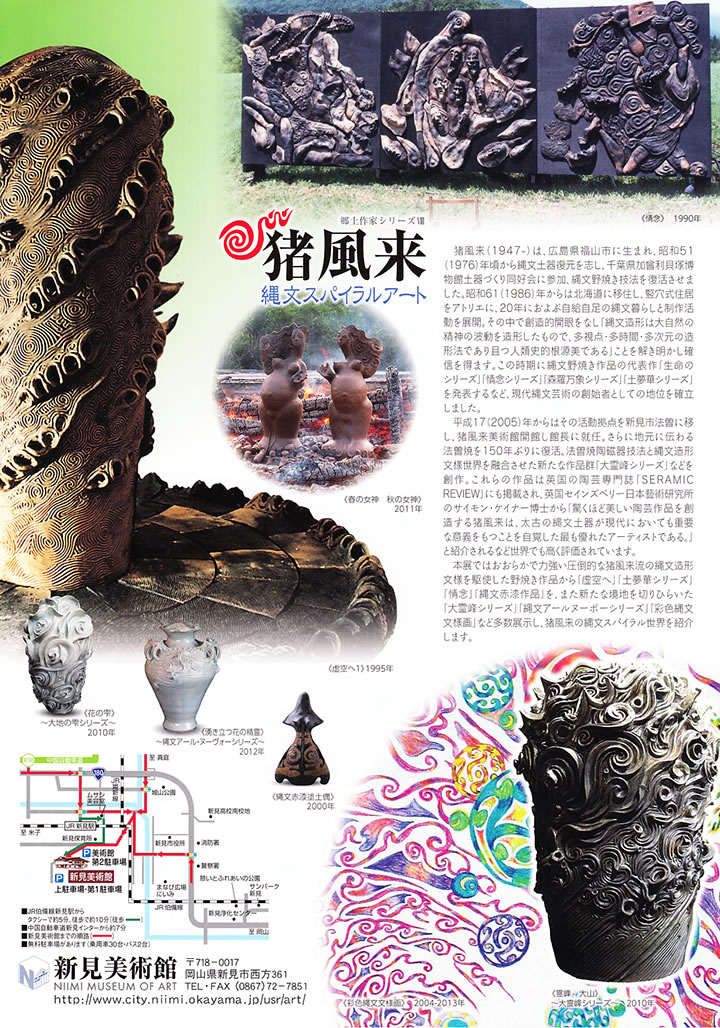 《情念》 1990年
郷土作家シリーズⅧ
猪風来
縄文スパイラルアート
猪風来(1947-)は、広島県福山市に生まれ、昭和51
(1976)年頃から縄文土器復元を志し、千葉県加曾利貝塚博
物館土器づくり同好会に参加、縄文野焼き技法を復活させま
した。昭和61(1986)年からは北海道に移住し、竪穴式住居
をアトリエに、20年におよぶ自給自足の縄文暮らしと制作活
動を展開。その中で創造的開眼をなし「縄文造形は大自然の
精神の波動を造形したもので、多視点・多時間・多次元の造
形法であり且つ人類史的根源美である」ことを解き明かし確
信を得ます。この時期に縄文野焼き作品の代表作「生命の
シリーズ」「情念シリーズ」「森羅万象シリーズ」「土夢華シリーズ」
を発表するなど、現代縄文芸術の創始者としての地位を確立
しました。
平成17(2005)年からはその活動拠点を新見市法曽に移
し、猪風来美術館開館し館長に就任。さらに地元に伝わる
法曽焼を150年ぶりに復活。法曽焼陶磁器技法と縄文造形
文様世界を融合させた新たな作品群「大霊峰シリーズ」などを
創作。これらの作品は英国の陶芸専門誌「SERAMIC
REVIEW」にも掲載され、英国セインズベリー日本藝術研究所
のサイモン・ケイナー博士から「驚くほど美しい陶芸作品を創
造する猪風来は、太古の縄文土器が現代においても重要
な意義をもつことを自覚した最も優れたアーティストである。」
と紹介されるなど世界でも高く評価されています。
本展ではおおらかで力強い圧倒的な猪風来流の縄文造形
文様を駆使した野焼き作品から「虚空へ」「土夢華シリーズ」
「情念」「縄文赤漆作品」を、また新たな境地を切りひらいた
「大霊峰シリーズ」「縄文アールヌーボーシリーズ」「彩色縄文
文様画」など多数展示し、猪風来の縄文スパイラル世界を紹介
します。
《春の女神 秋の女神》
2011年
《虚空へ1》1995年
《花の雫》
～大地の雫シリーズ～
2010年
《湧き立つ花の精霊》
～縄文アール・ヌーヴォーシリーズ～
2012年
《縄文赤漆塗土偶》
2000年
中国自動車道
至 真庭
180
ムサシ
美容室
城山公園
JR 姫新線
新見高校南校地
至 米子
JR 新見駅
新見保育所
新見市役所
消防署
P 美術館
第2駐車場
警察署
P 新見美術館
上駐車場・第1駐車場
まなび広場
にいみ
憩いとふれあいの公園
サンパーク
新見
JR 伯備線
新見浄化センター
至 岡山
■JR伯備線新見駅から
タクシーで約5分、徒歩で約10分(徒歩 )
■中国自動車道新見インターから約7分
■新見美術館までの順路( )
■無料駐車場があります(乗用車30台・バス2台)
新見美術館
NIIMI MUSEUM OF ART
〒718-0017
岡山県新見市西方361
TEL・FAX (0867)72-7851
http://www.city.niimi.okayama.jp/usr/art/
《彩色縄文文様画》 2004-2013年
《霊峰・大山》
～大霊峰シリーズ～ 2010年